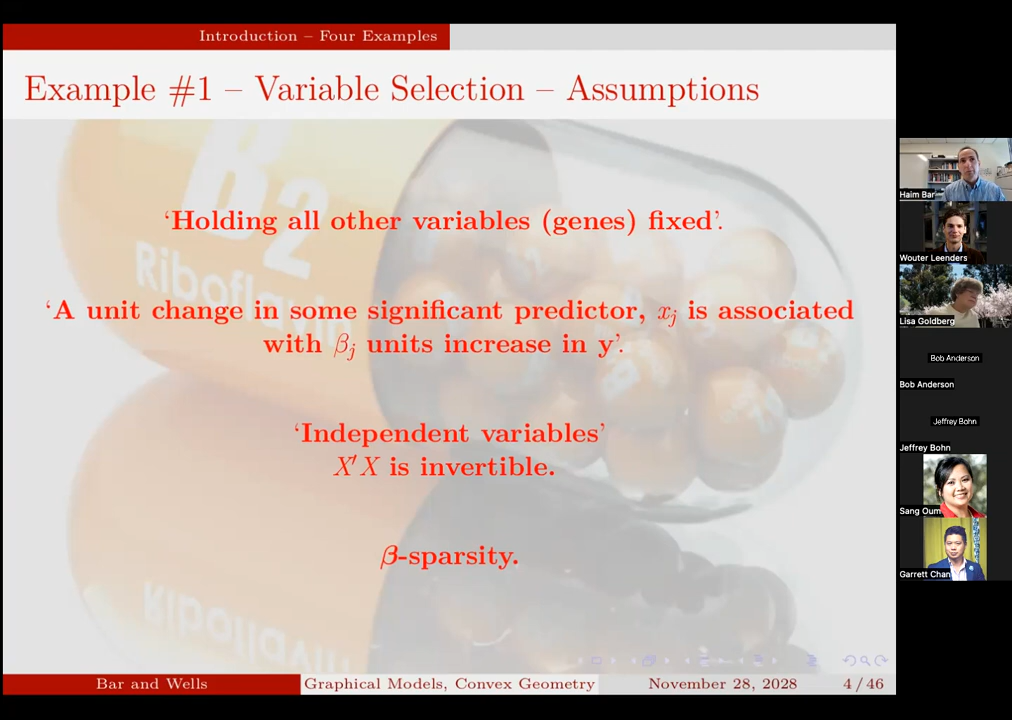 Introduction – Four Examples
Example #1 – Variable Selection – Assumptions
B2
Riboflavin
‘Holding all other variables (genes) fixed’.
‘A unit change in some significant predictor, xj is associated
with βj units increase in y’.
‘Independent variables’
X′X is invertible.
β-sparsity.
Riboflavin
Bar and Wells
Graphical Models, Convex Geometry
November 28, 2028
4 / 46
Haim Bar
Wouter Leenders
Lisa Goldberg
Bob Anderson
Bob Anderson
Jeffrey Bohn
Jeffrey Bohn
Sang Oum
Garrett Chan